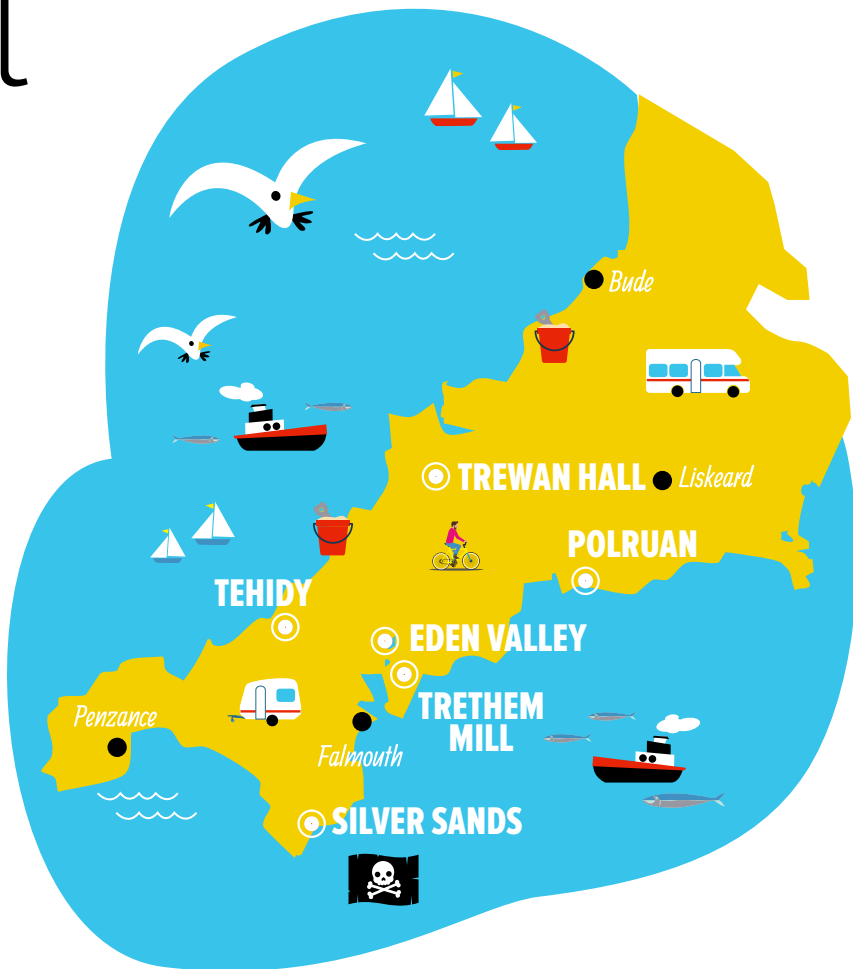 Bude
TREWAN HALL
Liskeard
POLRUAN
TEHIDY
EDEN VALLEY
TRETHEM
MILL
Penzance
Falmouth
SILVER SANDS